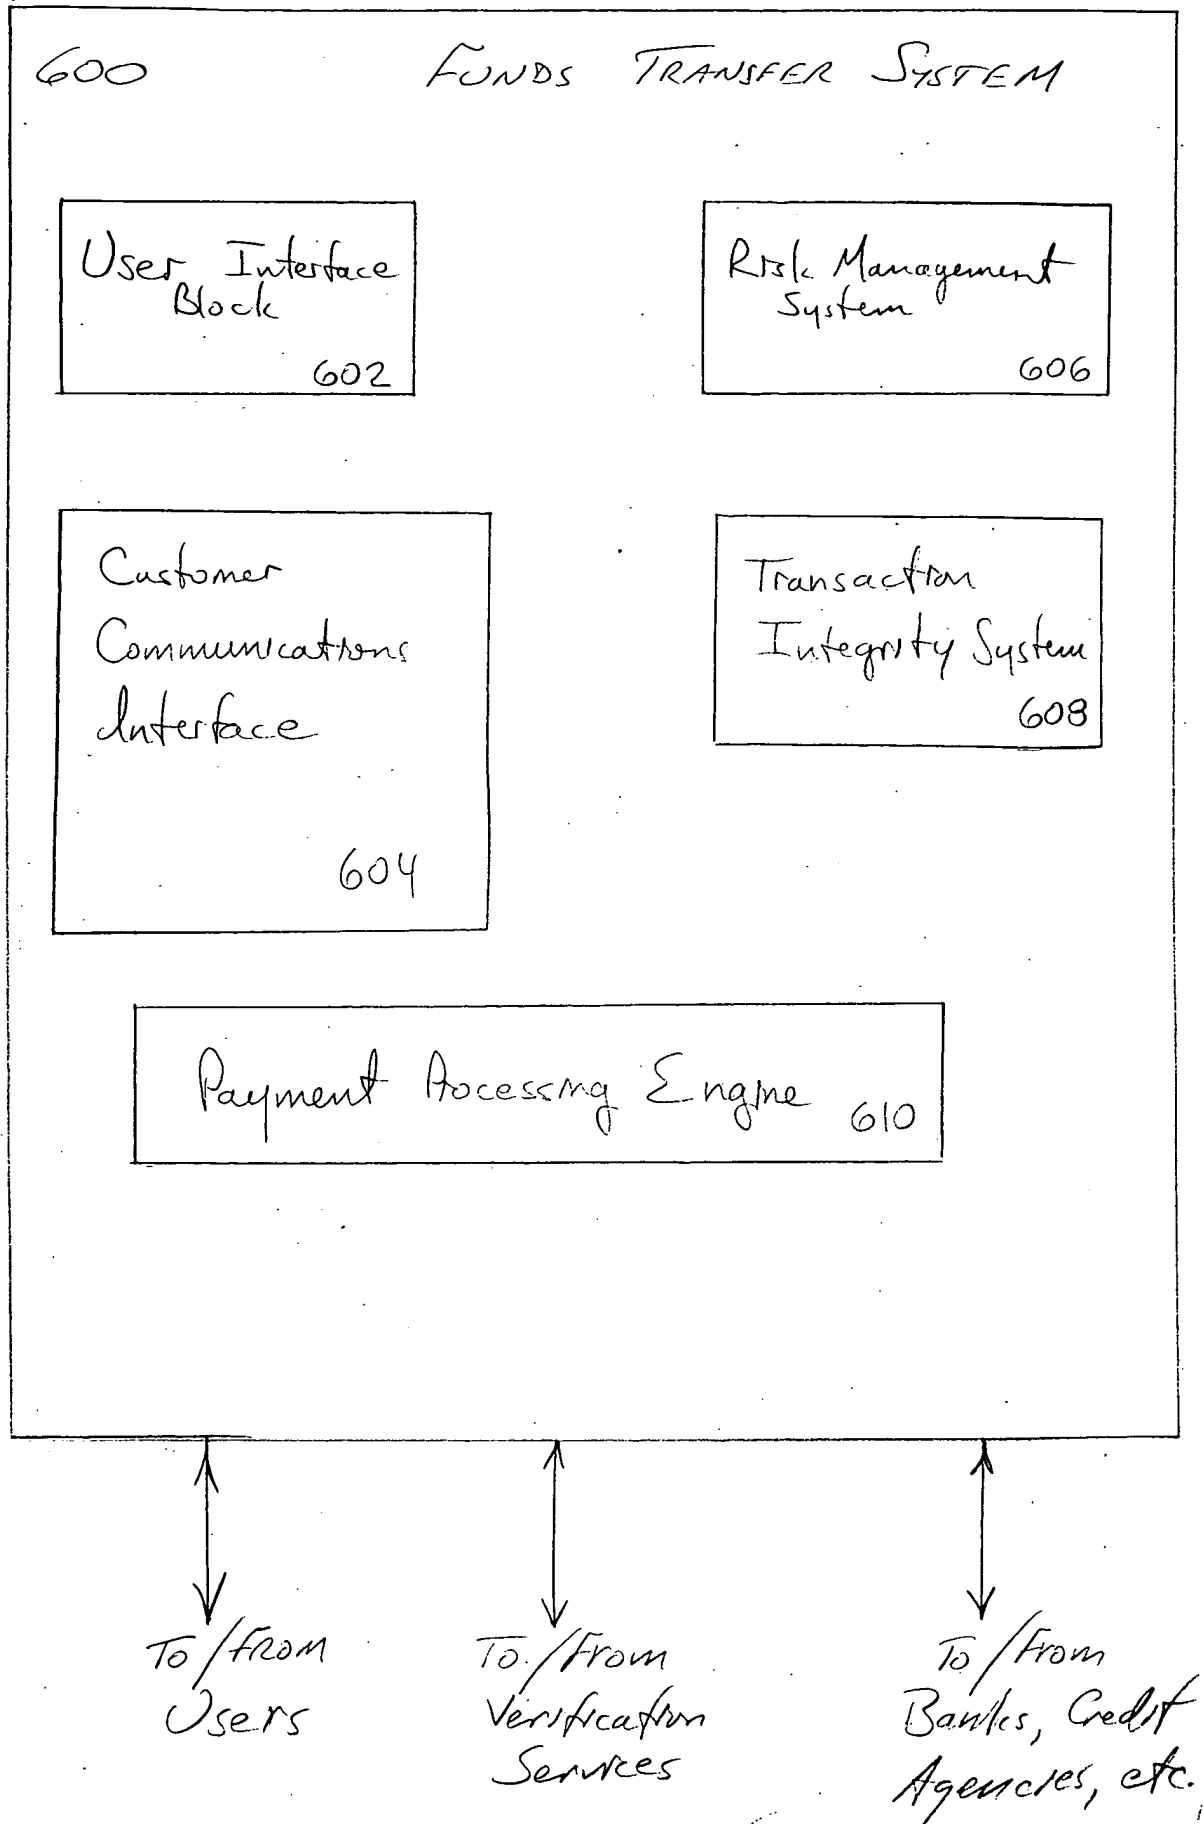 600 FUNDS TRANSFER SYSTEM
User Interface
Block
602
Risk Management
System
606
Customer
Communications
Interface
604
Transaction
Integrity System
608
Payment Processing Engine 610
To/From
Users
To/From
Verification
Services
To/From
Banks, Credit
Agencies, etc.